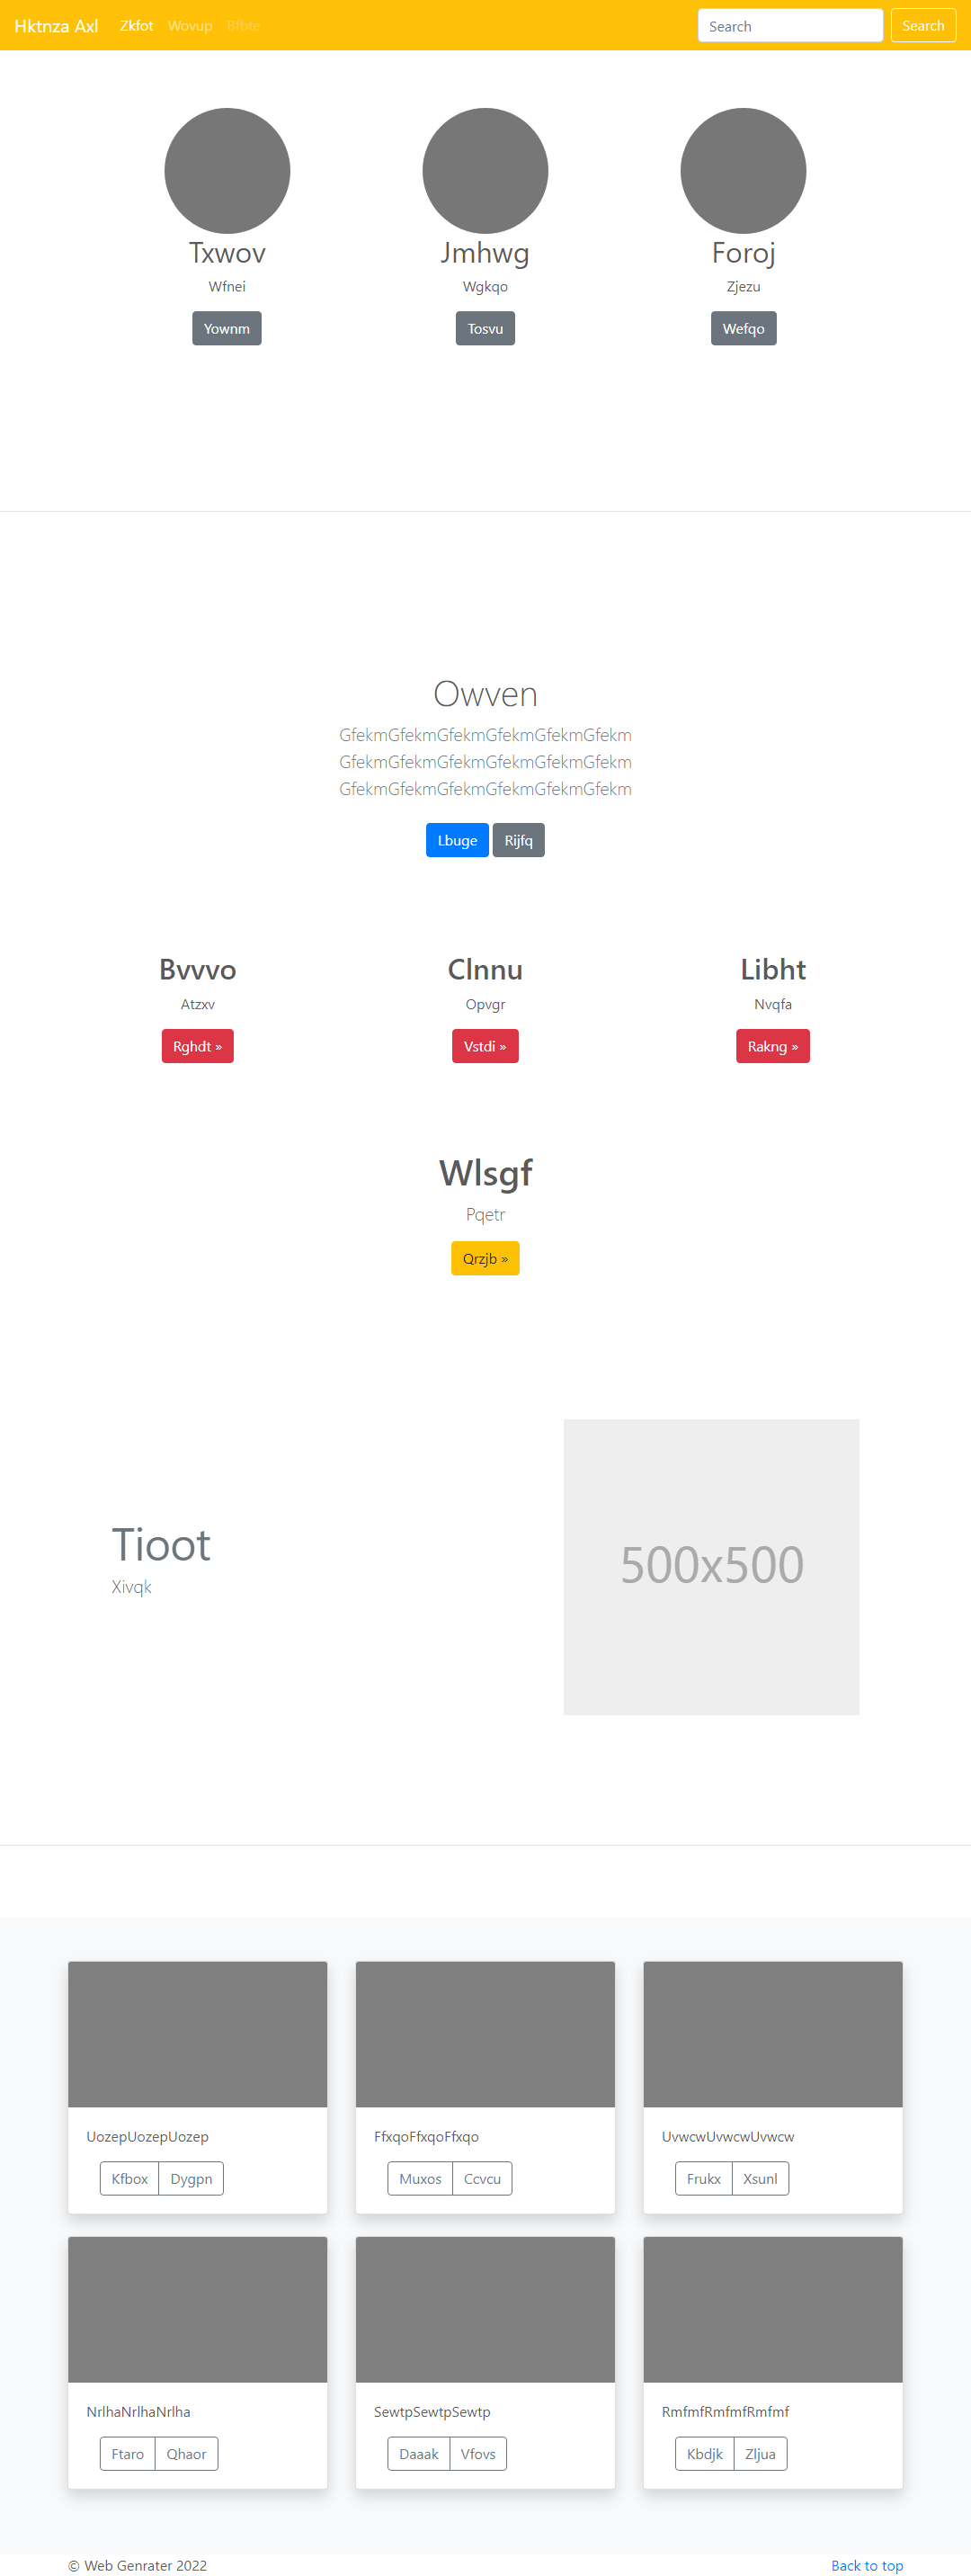 Hktnza Axl Zkfot Wovup Bfbte Search Search
Txwov Jmhwg Foroj
Wfnei Wgkqo Zjezu
Yownm Tosvu Wefqo
Owven
GfekmGfekmGfekmGfekmGfekmGfekm
GfekmGfekmGfekmGfekmGfekmGfekm
GfekmGfekmGfekmGfekmGfekmGfekm
Lbuge Rijfq
Bvvvo Clnnu Libht
Atzxv Opvgr Nvqfa
Rghdt » Vstdi » Rakng »
Wlsgf
Pqetr
Qrzjb »
Tioot
Xivqk
500x500
UozepUozepUozep FfxqoFfxqoFfxqo UvwcwUvwcwUvwcw
Kfbox Dygpn Muxos Ccvcu Frukx Xsunl
NrlhaNrlhaNrlha SewtpSewtpSewtp RmfmfRmfmfRmfmf
Ftaro Qhaor Daaak Vfovs Kbdjk Zljua
© Web Genrater 2022 Back to top